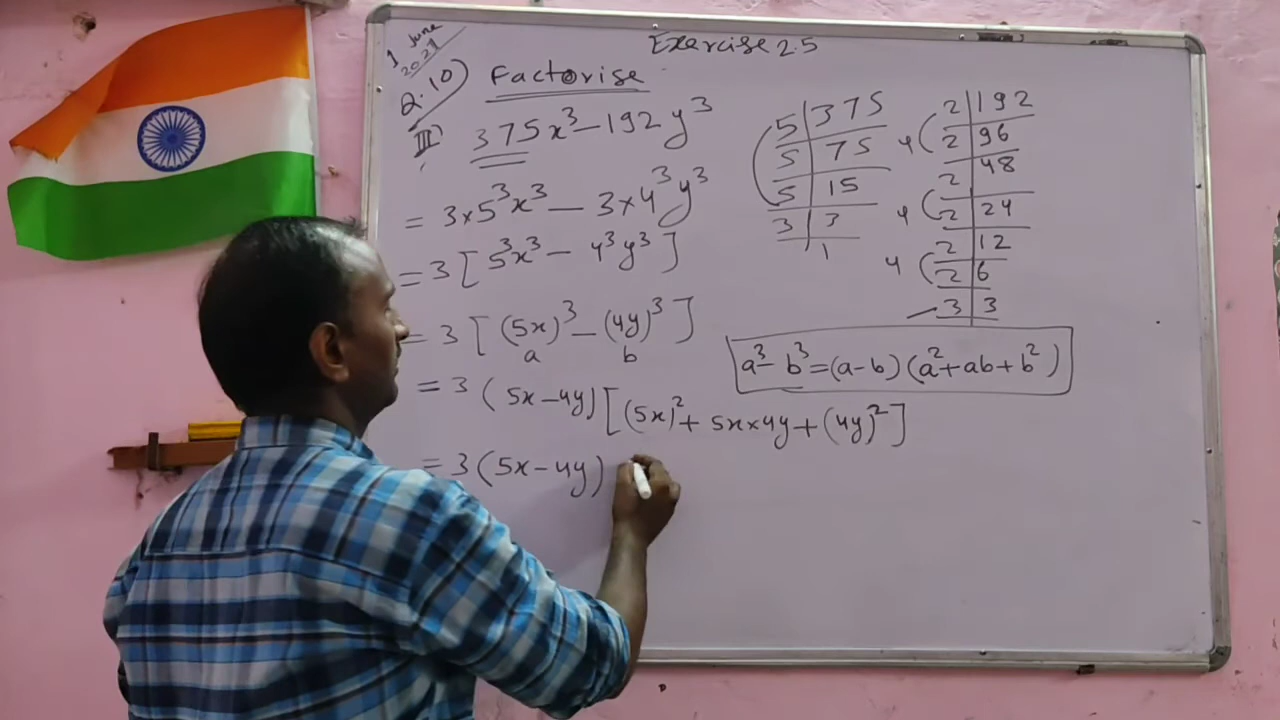 1 June 2021
Exercise 2.5
Q.10) Factorise
III) 375x³ - 192y³
= 3×5³x³ - 3×4³y³
= 3[5³x³ - 4³y³]
= 3[(5x)³ - (4y)³]
a b
= 3(5x-4y)[(5x)²+ 5x×4y+(4y)²]
= 3(5x-4y)
5 | 375
5 | 75
5 | 15
3 | 3
1
4 4 4
2 | 192
2 | 96
2 | 48
2 | 24
2 | 12
2 | 6
3 | 3
a³- b³=(a-b)(a²+ab+b²)